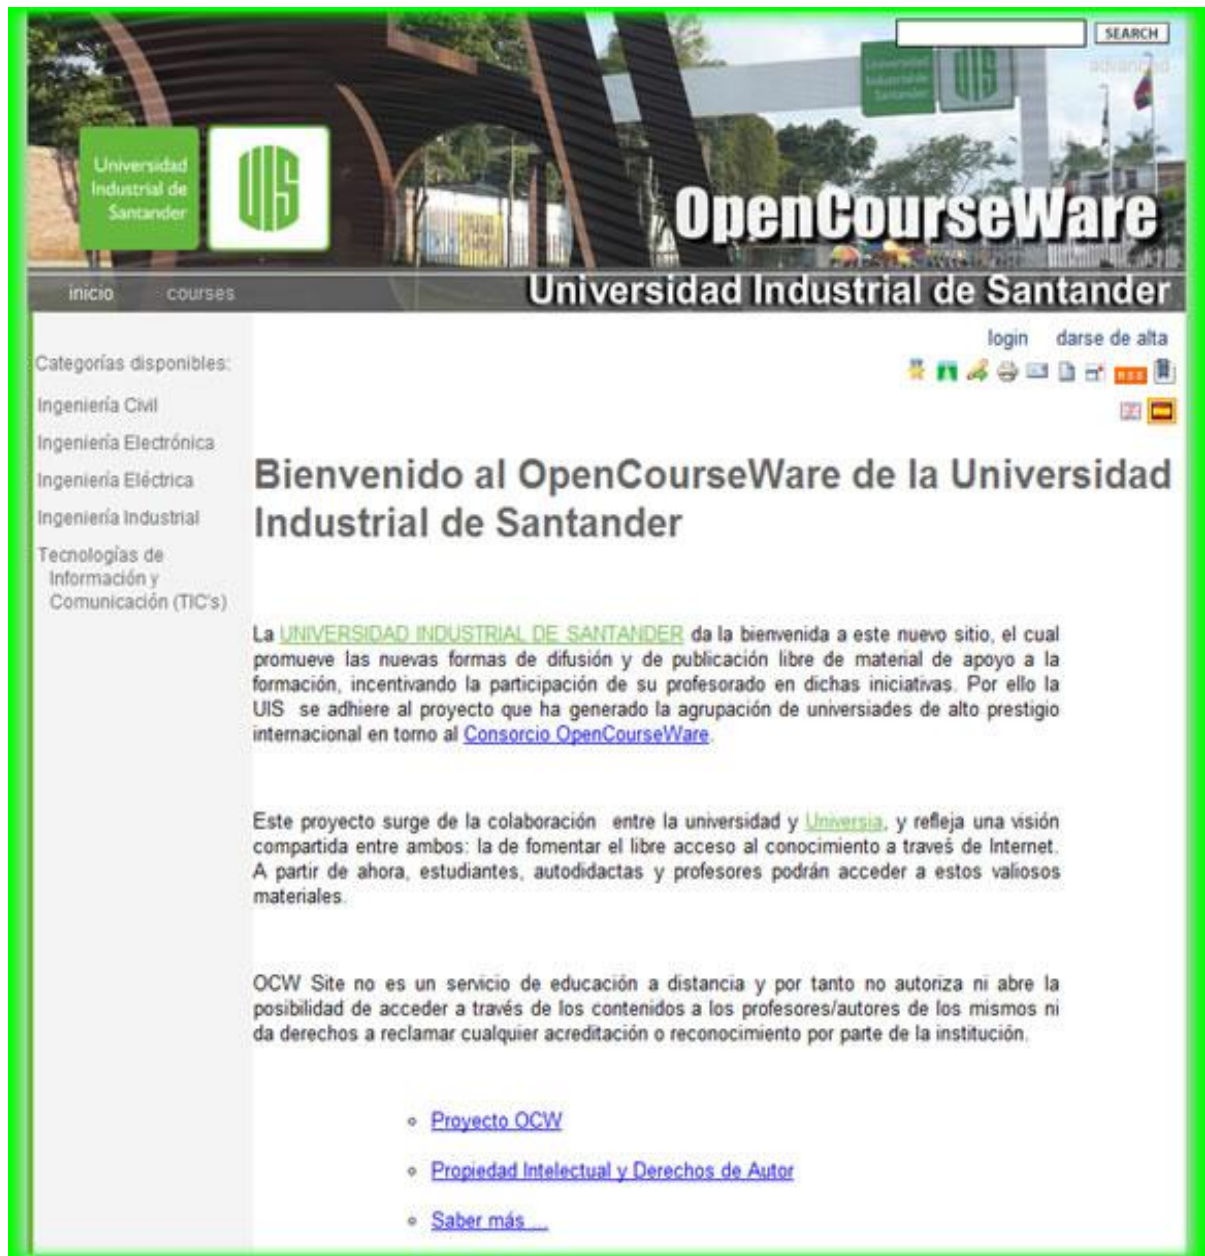 SEARCH
advanced
Universidad
Industrial de
Santander
Universidad
Industrial de
Santander
UIS
OpenCourseWare
Universidad Industrial de Santander
inicio courses
login darse de alta
RSS
Categorías disponibles:
Ingeniería Civil
Ingeniería Electrónica
Ingeniería Eléctrica
Ingeniería Industrial
Tecnologías de
Información y
Comunicación (TIC's)
Bienvenido al OpenCourseWare de la Universidad
Industrial de Santander
La UNIVERSIDAD INDUSTRIAL DE SANTANDER da la bienvenida a este nuevo sitio, el cual
promueve las nuevas formas de difusión y de publicación libre de material de apoyo a la
formación, incentivando la participación de su profesorado en dichas iniciativas. Por ello la
UIS se adhiere al proyecto que ha generado la agrupación de universiades de alto prestigio
internacional en torno al Consorcio OpenCourseWare.
Este proyecto surge de la colaboración entre la universidad y Universia, y refleja una visión
compartida entre ambos: la de fomentar el libre acceso al conocimiento a traveś de Internet.
A partir de ahora, estudiantes, autodidactas y profesores podrán acceder a estos valiosos
materiales.
OCW Site no es un servicio de educación a distancia y por tanto no autoriza ni abre la
posibilidad de acceder a través de los contenidos a los profesores/autores de los mismos ni
da derechos a reclamar cualquier acreditación o reconocimiento por parte de la institución.
Proyecto OCW
Propiedad Intelectual y Derechos de Autor
Saber más ...